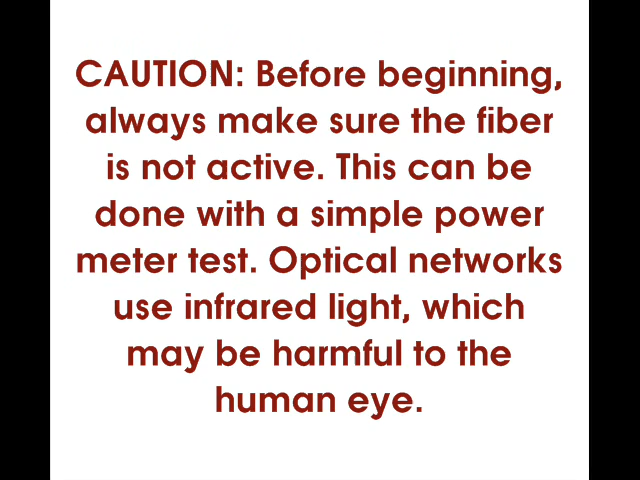 CAUTION: Before beginning,
always make sure the fiber
is not active. This can be
done with a simple power
meter test. Optical networks
use infrared light, which
may be harmful to the
human eye.